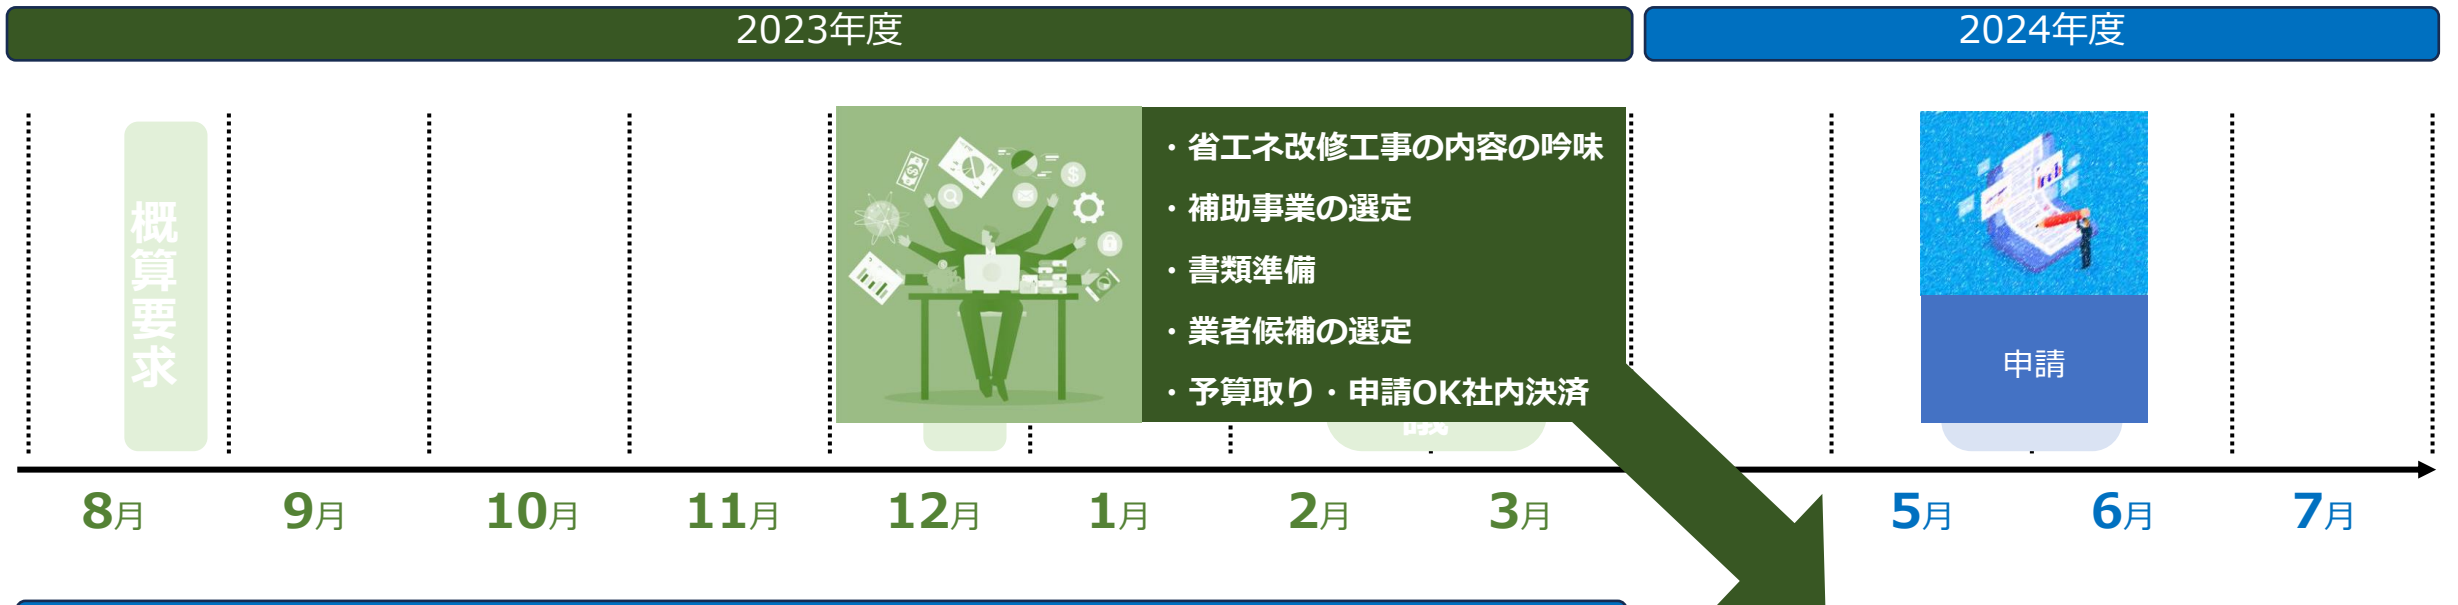 2023年度
2024年度
概算要求
・省エネ改修工事の内容の吟味
・補助事業の選定
・書類準備
・業者候補の選定
・予算取り・申請OK社内決済
申請
8月
9月
10月
11月
12月
1月
2月
3月
5月
6月
7月